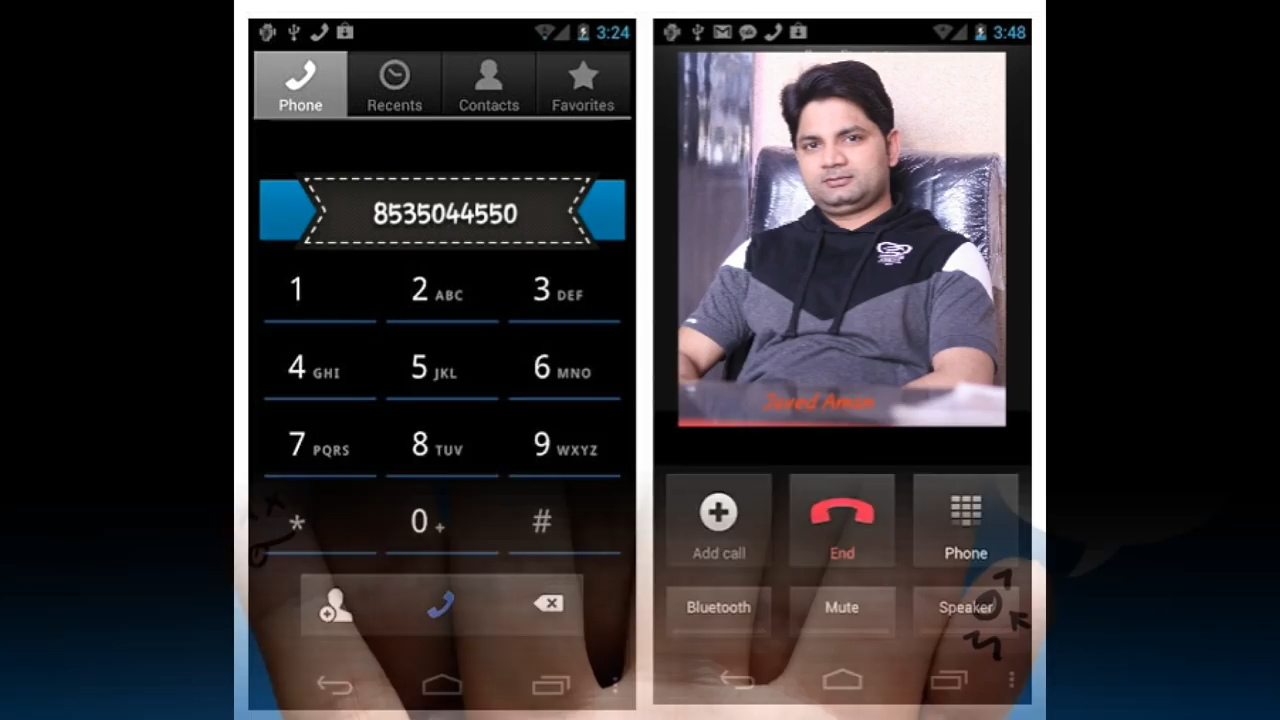 3:24
Phone
Recents
Contacts
Favorites
8535044550
1
2 ABC
3 DEF
4 GHI
5 JKL
6 MNO
7 PQRS
8 TUV
9 WXYZ
*
0 +
#
3:48
Javed Aman
Add call
End
Phone
Bluetooth
Mute
Speaker